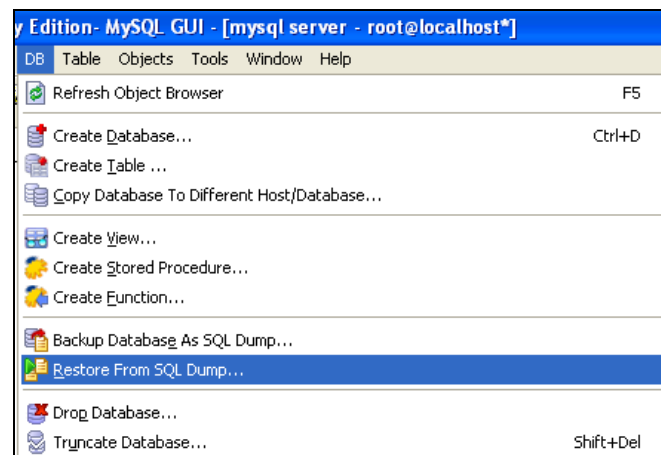 y Edition- MySQL GUI - [mysql server - root@localhost*]
DB Table Objects Tools Window Help
Refresh Object Browser F5
Create Database... Ctrl+D
Create Table ...
Copy Database To Different Host/Database...
Create View...
Create Stored Procedure...
Create Function...
Backup Database As SQL Dump...
Restore From SQL Dump...
Drop Database...
Truncate Database... Shift+Del